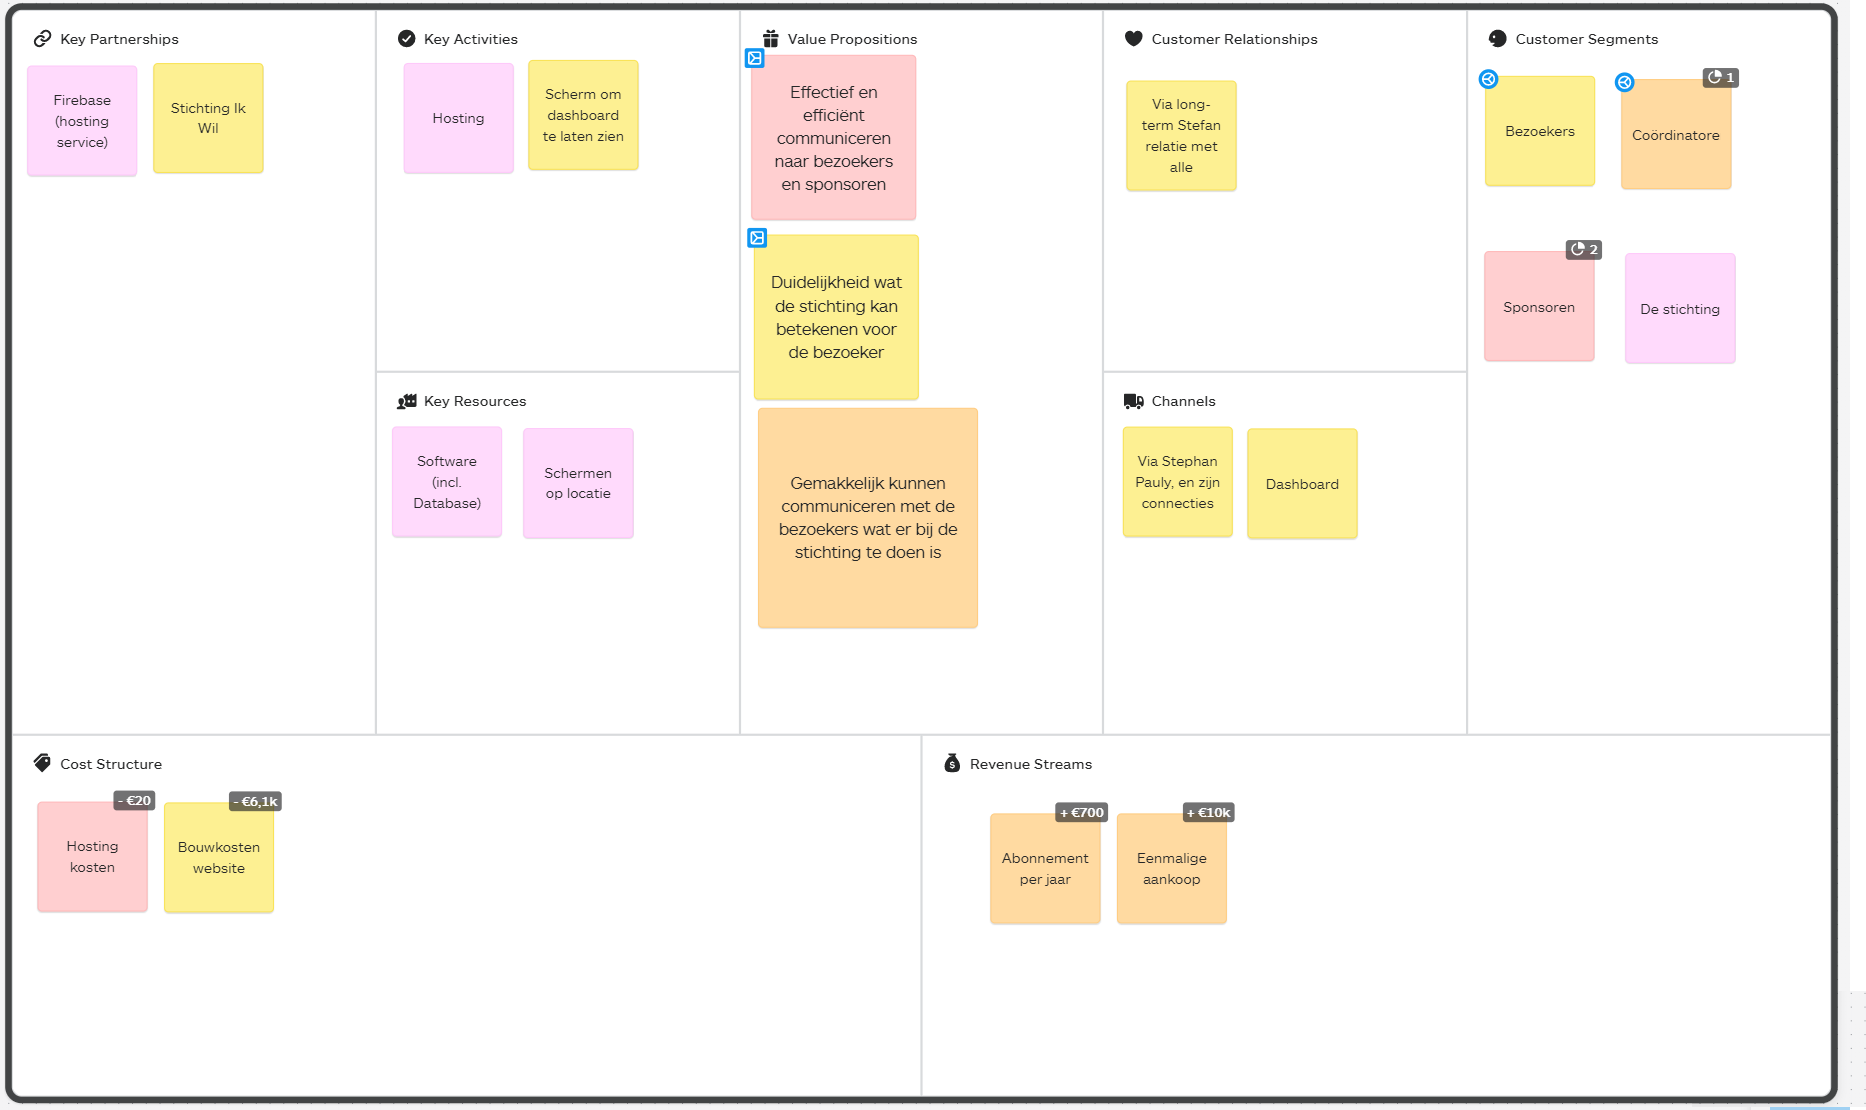 Key Partnerships
Firebase
(hosting
service)
Stichting Ik
Wil
Key Activities
Hosting
Scherm om
dashboard
te laten zien
Key Resources
Software
(incl.
Database)
Schermen
op locatie
Value Propositions
Effectief en
efficiënt
communiceren
naar bezoekers
en sponsoren
Duidelijkheid wat
de stichting kan
betekenen voor
de bezoeker
Gemakkelijk kunnen
communiceren met de
bezoekers wat er bij de
stichting te doen is
Customer Relationships
Via long-
term Stefan
relatie met
alle
Channels
Via Stephan
Pauly, en zijn
connecties
Dashboard
Customer Segments
Bezoekers
1
Coördinatore
2
Sponsoren
De stichting
Cost Structure
- €20
Hosting
kosten
- €6,1k
Bouwkosten
website
Revenue Streams
+ €700
Abonnement
per jaar
+ €10k
Eenmalige
aankoop